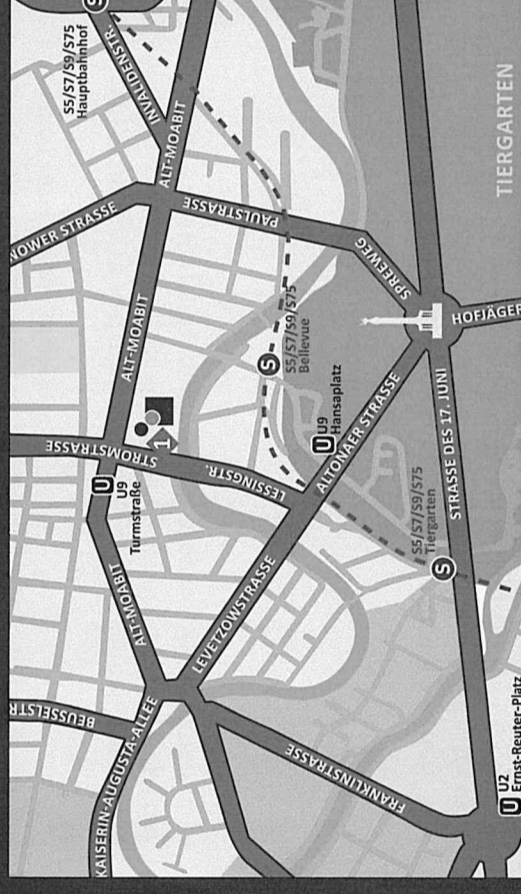 S
S5/S7/S9/S75
Hauptbahnhof
INVALIDENSTR.
ALT-MOABIT
NOWER STRASSE
PAULSTRASSE
SPREEWEG
TIERGARTEN
HOFJÄGER
ALT-MOABIT
S
S5/S7/S9/S75
Bellevue
1
STROMSTRASSE
U
U9
Turmstraße
LESSINGSTR.
U
U9
Hansaplatz
ALTONAER STRASSE
STRASSE DES 17. JUNI
S5/S7/S9/S75
Tiergarten
S
ALT-MOABIT
LEVETZOWSTRASSE
BEUSSELSTR
KAISERIN-AUGUSTA-ALLEE
FRANKLINSTRASSE
U
U2
Ernst-Reuter-Platz